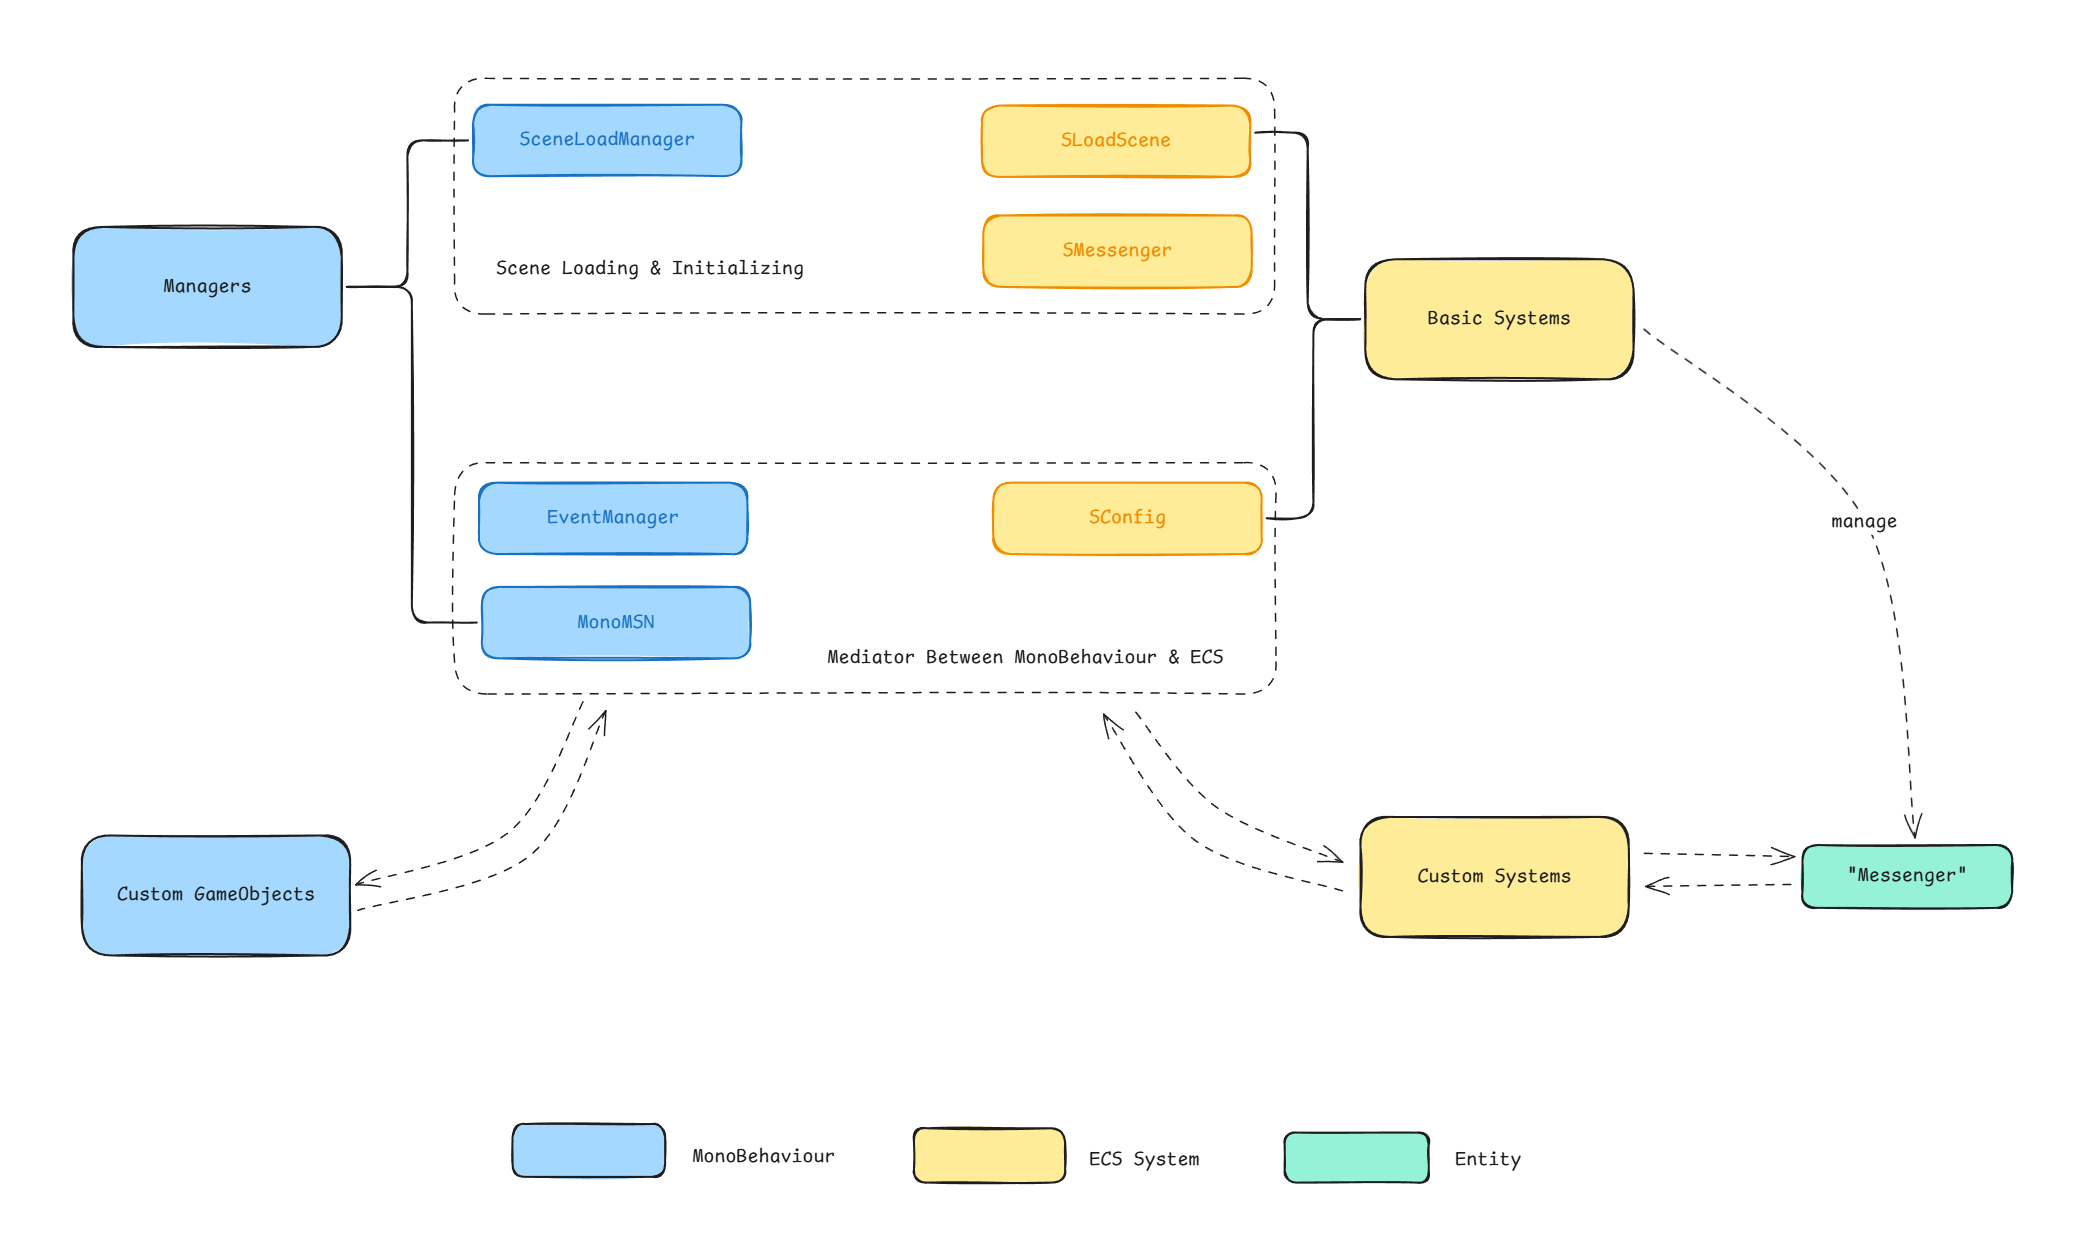 SceneLoadManager
SLoadScene
SMessenger
Scene Loading & Initializing
Managers
Basic Systems
EventManager
SConfig
manage
MonoMSN
Mediator Between MonoBehaviour & ECS
Custom GameObjects
Custom Systems
"Messenger"
MonoBehaviour
ECS System
Entity